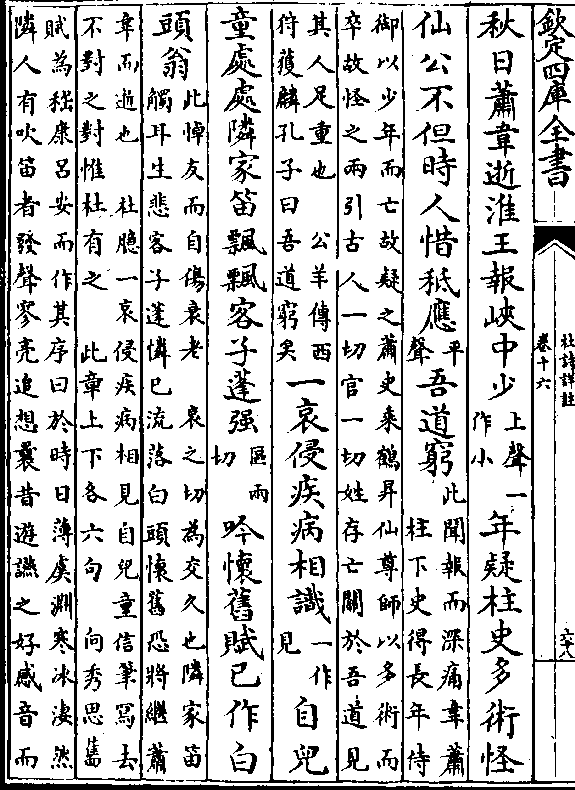 欽定四庫全書
杜詩詳註
卷十六
六十八
秋日蕭韋逝淮王報峽中少上聲一作小年疑柱史多術怪
仙公不但時人惜秪應平聲吾道窮此聞報而深痛韋蕭柱下史得長年侍
御以少年而亡故疑之蕭史乘鶴昇仙尊師以多術而
卒故怪之兩引古人一切官一切姓存亡關於吾道見
其人足重也 公羊傳西狩獲麟孔子曰吾道窮矣一哀侵疾病相識一作見自兒
童處處隣家笛飄飄客子蓬强區兩切吟懷舊賦已作白
頭翁此悼友而自傷衰老 哀之切為交久也隣家笛觸耳生悲客子蓬憐已流落白頭懷舊恐將繼蕭
韋而逝也 杜臆一哀侵疾病相見自兒童信筆寫去
不對之對惟杜有之 此章上下各六句 向秀思舊
賦為嵇康呂安而作其序曰於時日薄虞淵寒冰凄然
隣人有吹笛者發聲寥亮追想曩昔遊讌之好感音而